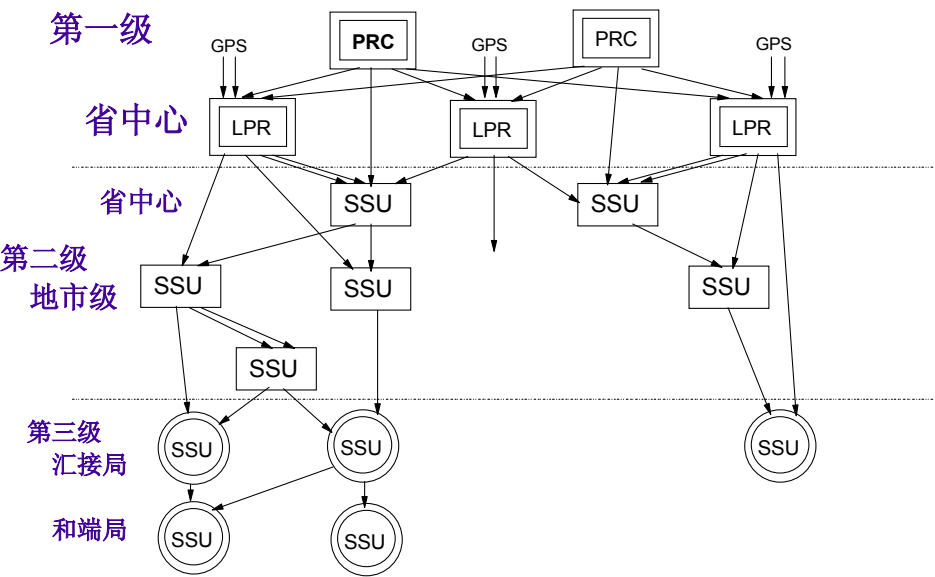 第一级
PRC
PRC
GPS
GPS
GPS
省中心
LPR
LPR
LPR
省中心
SSU
SSU
第二级
地市级
SSU
SSU
SSU
SSU
第三级
汇接局
SSU
SSU
SSU
和端局
SSU
SSU